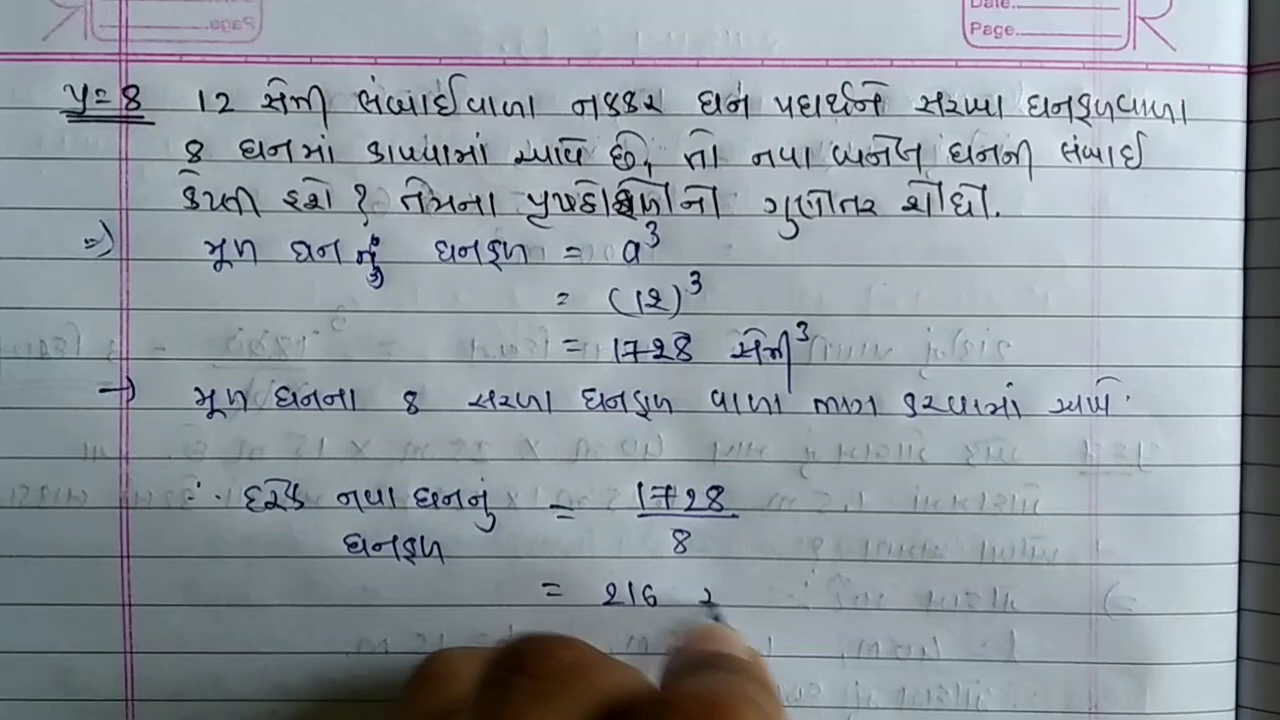 Date.
Page.
પ્ર=8 12 સેમી લંબાઈવાળા નક્કર ઘન પદાર્થને સરખા ઘનફળવાળા
8 ઘનમાં કાપવામાં આવે છે, તો નવા બનેલ ઘનની લંબાઈ
કેટલી હશે? તેમના પૃષ્ઠફળોનો ગુણોત્તર શોધો.
⇒) મૂળ ઘનનું ઘનફળ = a³
= (12)³
= 1728 સેમી³
→ મૂળ ઘનના 8 સરખા ઘનફળ વાળા ભાગ કરવામાં આવે.
∴ દરેક નવા ઘનનું = 1728
ઘનફળ 8
= 216